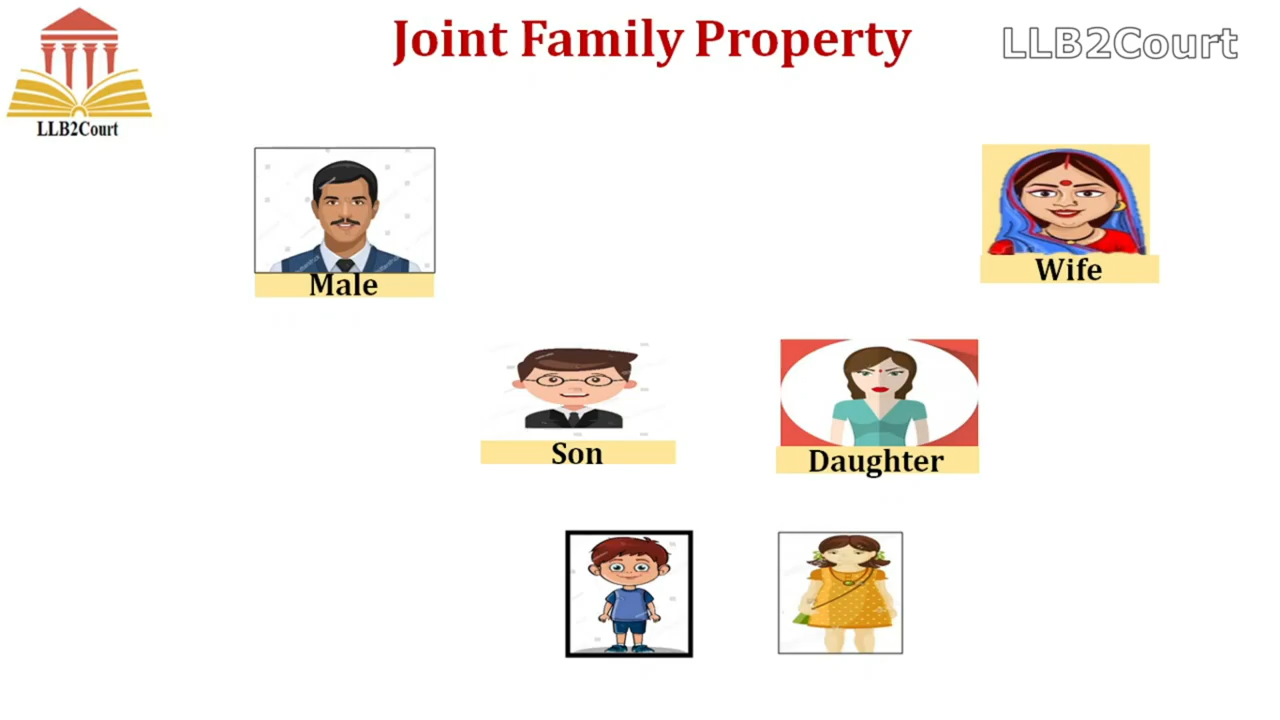 Joint Family Property
LLB2Court
LLB2Court
Male
Wife
Son
Daughter